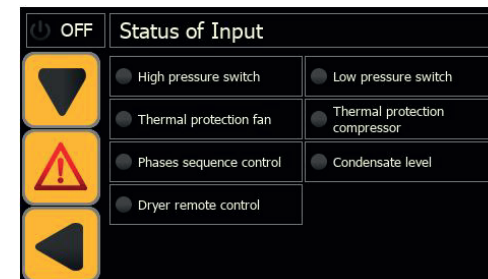 OFF
Status of Input
High pressure switch
Low pressure switch
Thermal protection fan
Thermal protection
compressor
Phases sequence control
Condensate level
Dryer remote control